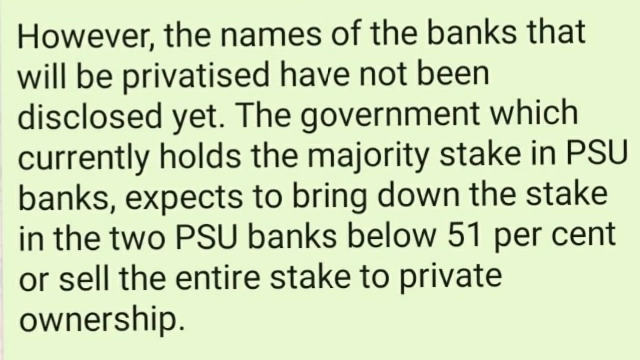 However, the names of the banks that
will be privatised have not been
disclosed yet. The government which
currently holds the majority stake in PSU
banks, expects to bring down the stake
in the two PSU banks below 51 per cent
or sell the entire stake to private
ownership.